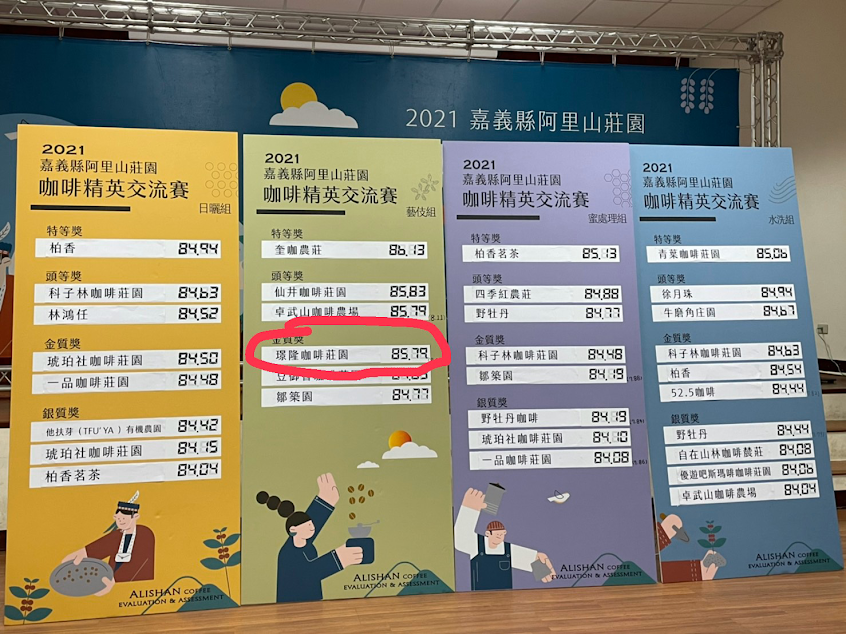 2021 嘉義縣阿里山莊園
2021
嘉義縣阿里山莊園
咖啡精英交流賽
日曬組
特等獎
柏香 84.94
頭等獎
科子林咖啡莊園 84.63
林鴻任 84.52
金質獎
琥珀社咖啡莊園 84.50
一品咖啡莊園 84.48
銀質獎
他扶芽（TFU'YA）有機農園 84.42
琥珀社咖啡莊園 84.15
柏香茗茶 84.04
ALISHAN COFFEE
EVALUATION & ASSESSMENT
2021
嘉義縣阿里山莊園
咖啡精英交流賽
藝伎組
特等獎
奎咖農莊 86.13
頭等獎
仙井咖啡莊園 85.83
卓武山咖啡農場 85.79
金質獎
璟隆咖啡莊園 85.79
鄒築園 84.77
ALISHAN COFFEE
EVALUATION & ASSESSMENT
2021
嘉義縣阿里山莊園
咖啡精英交流賽
蜜處理組
特等獎
柏香茗茶 85.13
頭等獎
四季紅農莊 84.88
野牡丹 84.77
金質獎
科子林咖啡莊園 84.48
鄒築園 84.19
銀質獎
野牡丹咖啡 84.19
琥珀社咖啡莊園 84.10
一品咖啡莊園 84.08
ALISHAN COFFEE
EVALUATION & ASSESSMENT
2021
嘉義縣阿里山莊園
咖啡精英交流賽
水洗組
特等獎
青葉咖啡莊園 85.06
頭等獎
徐月珠 84.94
牛磨角庄園 84.67
金質獎
科子林咖啡莊園 84.63
柏香 84.54
52.5咖啡 84.44
銀質獎
野牡丹 84.44
自在山林咖啡莊園 84.08
優遊吧斯瑪啡咖啡莊園 84.06
卓武山咖啡農場 84.04
ALISHAN COFFEE
EVALUATION & ASSESSMENT